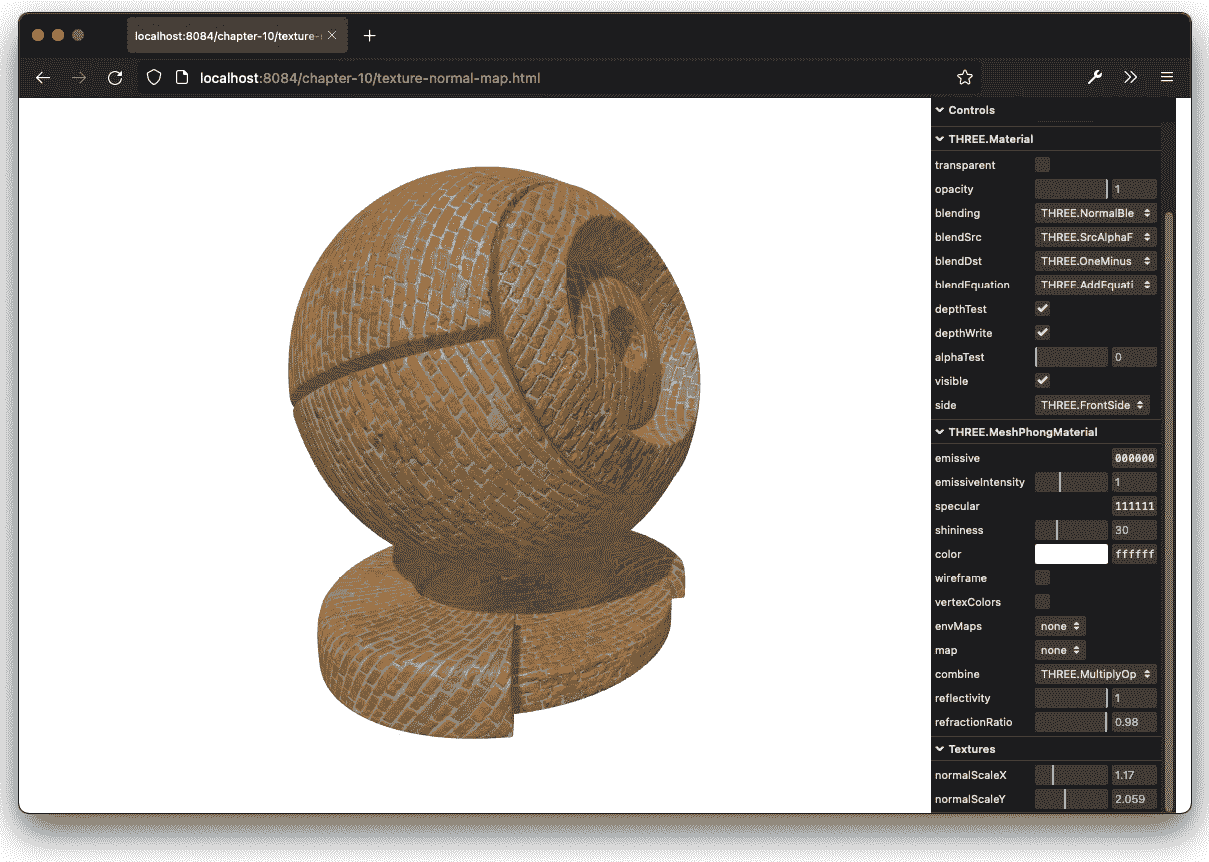 localhost:8084/chapter-10/texture-
localhost:8084/chapter-10/texture-normal-map.html
Controls
THREE.Material
transparent
opacity 1
blending THREE.NormalBle
blendSrc THREE.SrcAlphaF
blendDst THREE.OneMinus
blendEquation THREE.AddEquati
depthTest
depthWrite
alphaTest 0
visible
side THREE.FrontSide
THREE.MeshPhongMaterial
emissive 000000
emissiveIntensity 1
specular 111111
shininess 30
color ffffff
wireframe
vertexColors
envMaps none
map none
combine THREE.MultiplyOp
reflectivity 1
refractionRatio 0.98
Textures
normalScaleX 1.17
normalScaleY 2.059